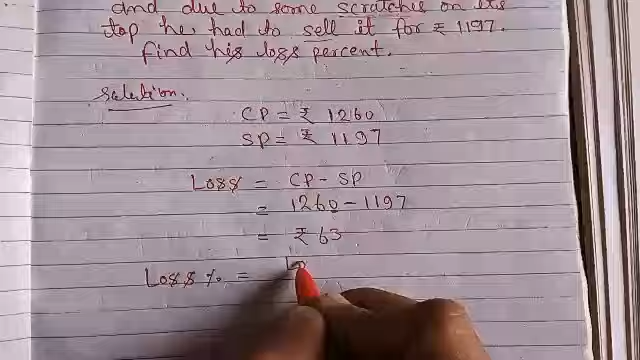 and due to some scratches on its
top he, had to sell it for ₹ 1197.
find his loss percent.
Solution.
CP = ₹ 1260
SP = ₹ 1197
Loss = CP - SP
= 1260 - 1197
= ₹ 63
Loss % =